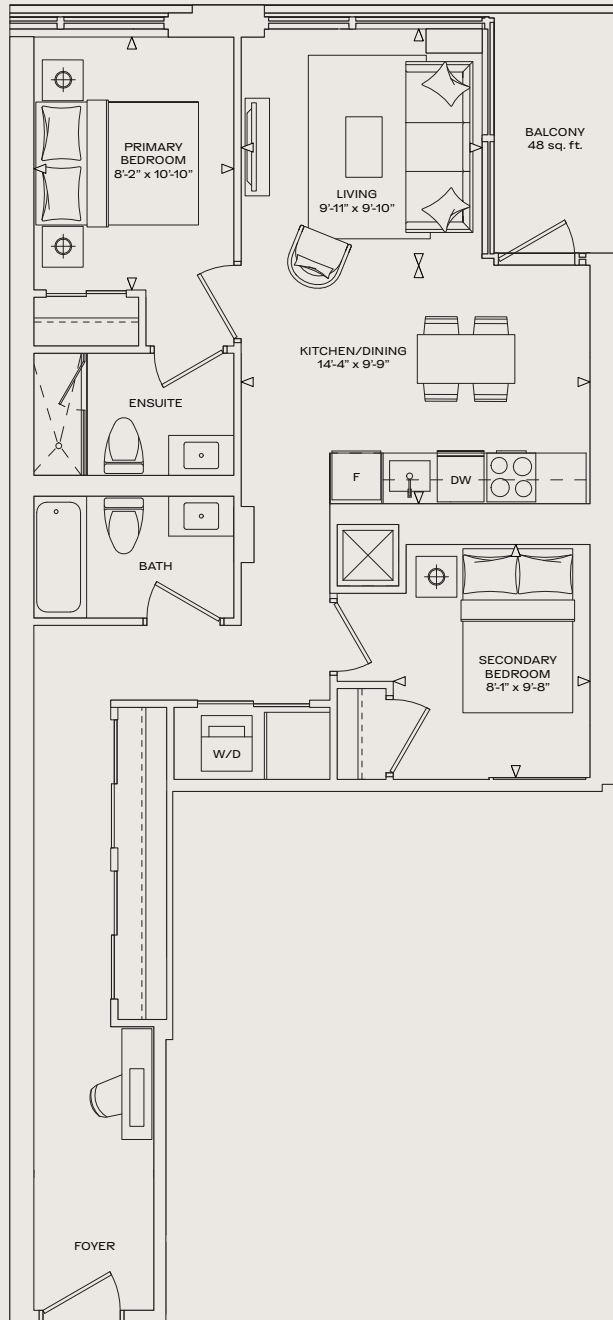 PRIMARY
BEDROOM
8'-2” x 10'-10”
LIVING
9'-11” x 9'-10”
BALCONY
48 sq. ft.
KITCHEN/DINING
14'-4” x 9'-9”
ENSUITE
F
DW
BATH
SECONDARY
BEDROOM
8'-1” x 9'-8”
W/D
FOYER